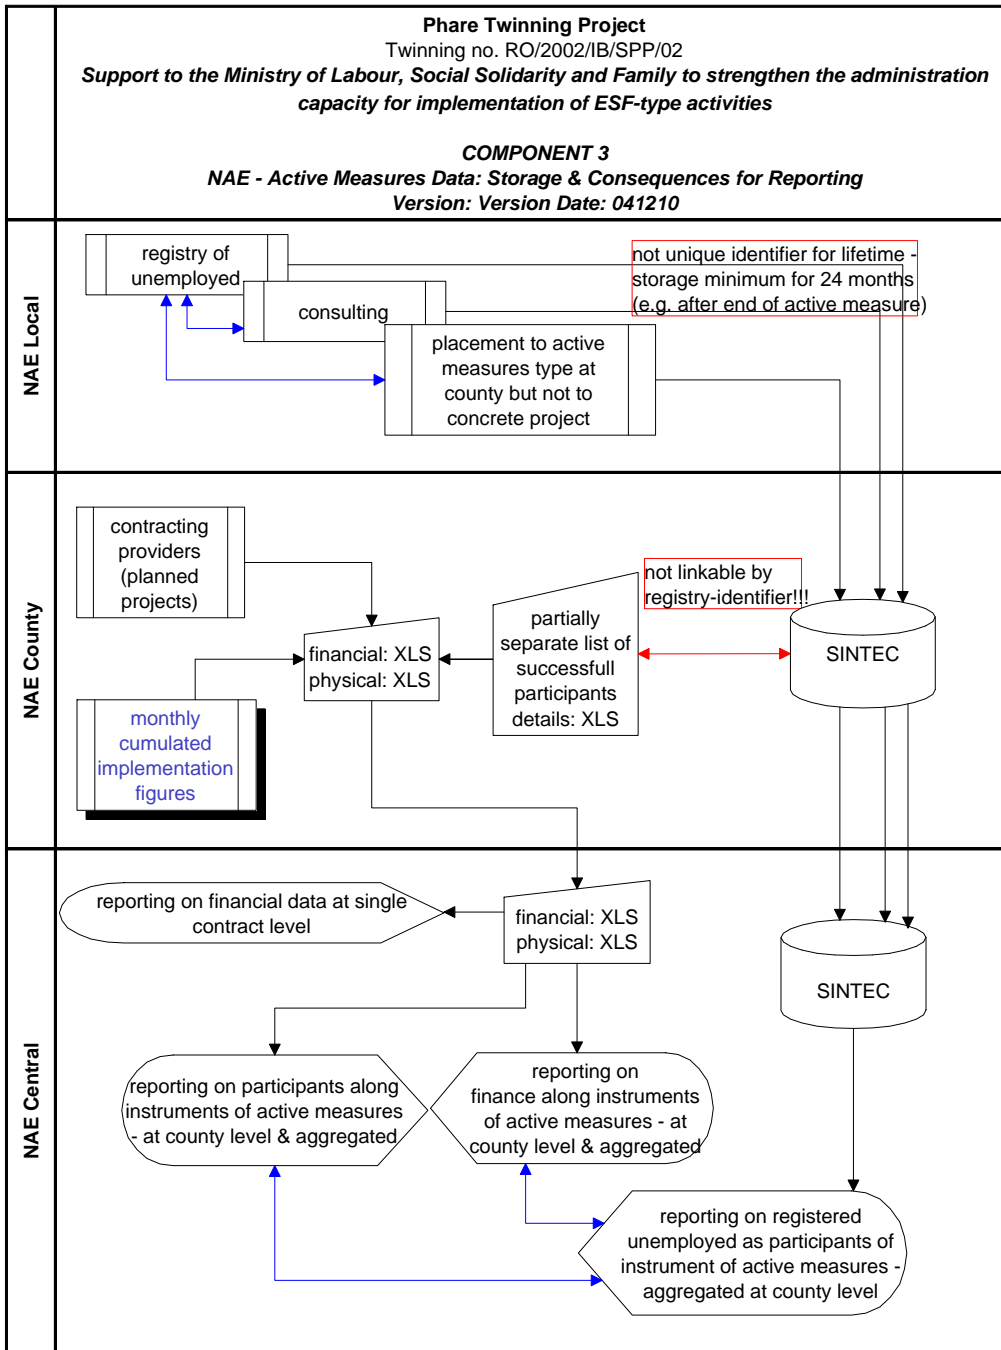 Phare Twinning Project
Twinning no. RO/2002/IB/SPP/02
Support to the Ministry of Labour, Social Solidarity and Family to strengthen the administration
capacity for implementation of ESF-type activities
COMPONENT 3
NAE - Active Measures Data: Storage & Consequences for Reporting
Version: Version Date: 041210
NAE Local
registry of
unemployed
consulting
placement to active
measures type at
county but not to
concrete project
not unique identifier for lifetime -
storage minimum for 24 months
(e.g. after end of active measure)
NAE County
contracting
providers
(planned
projects)
financial: XLS
physical: XLS
monthly
cumulated
implementation
figures
partially
separate list of
successfull
participants
details: XLS
not linkable by
registry-identifier!!!
SINTEC
NAE Central
reporting on financial data at single
contract level
financial: XLS
physical: XLS
SINTEC
reporting on participants along
instruments of active measures
- at county level & aggregated
reporting on
finance along instruments
of active measures - at
county level & aggregated
reporting on registered
unemployed as participants of
instrument of active measures -
aggregated at county level